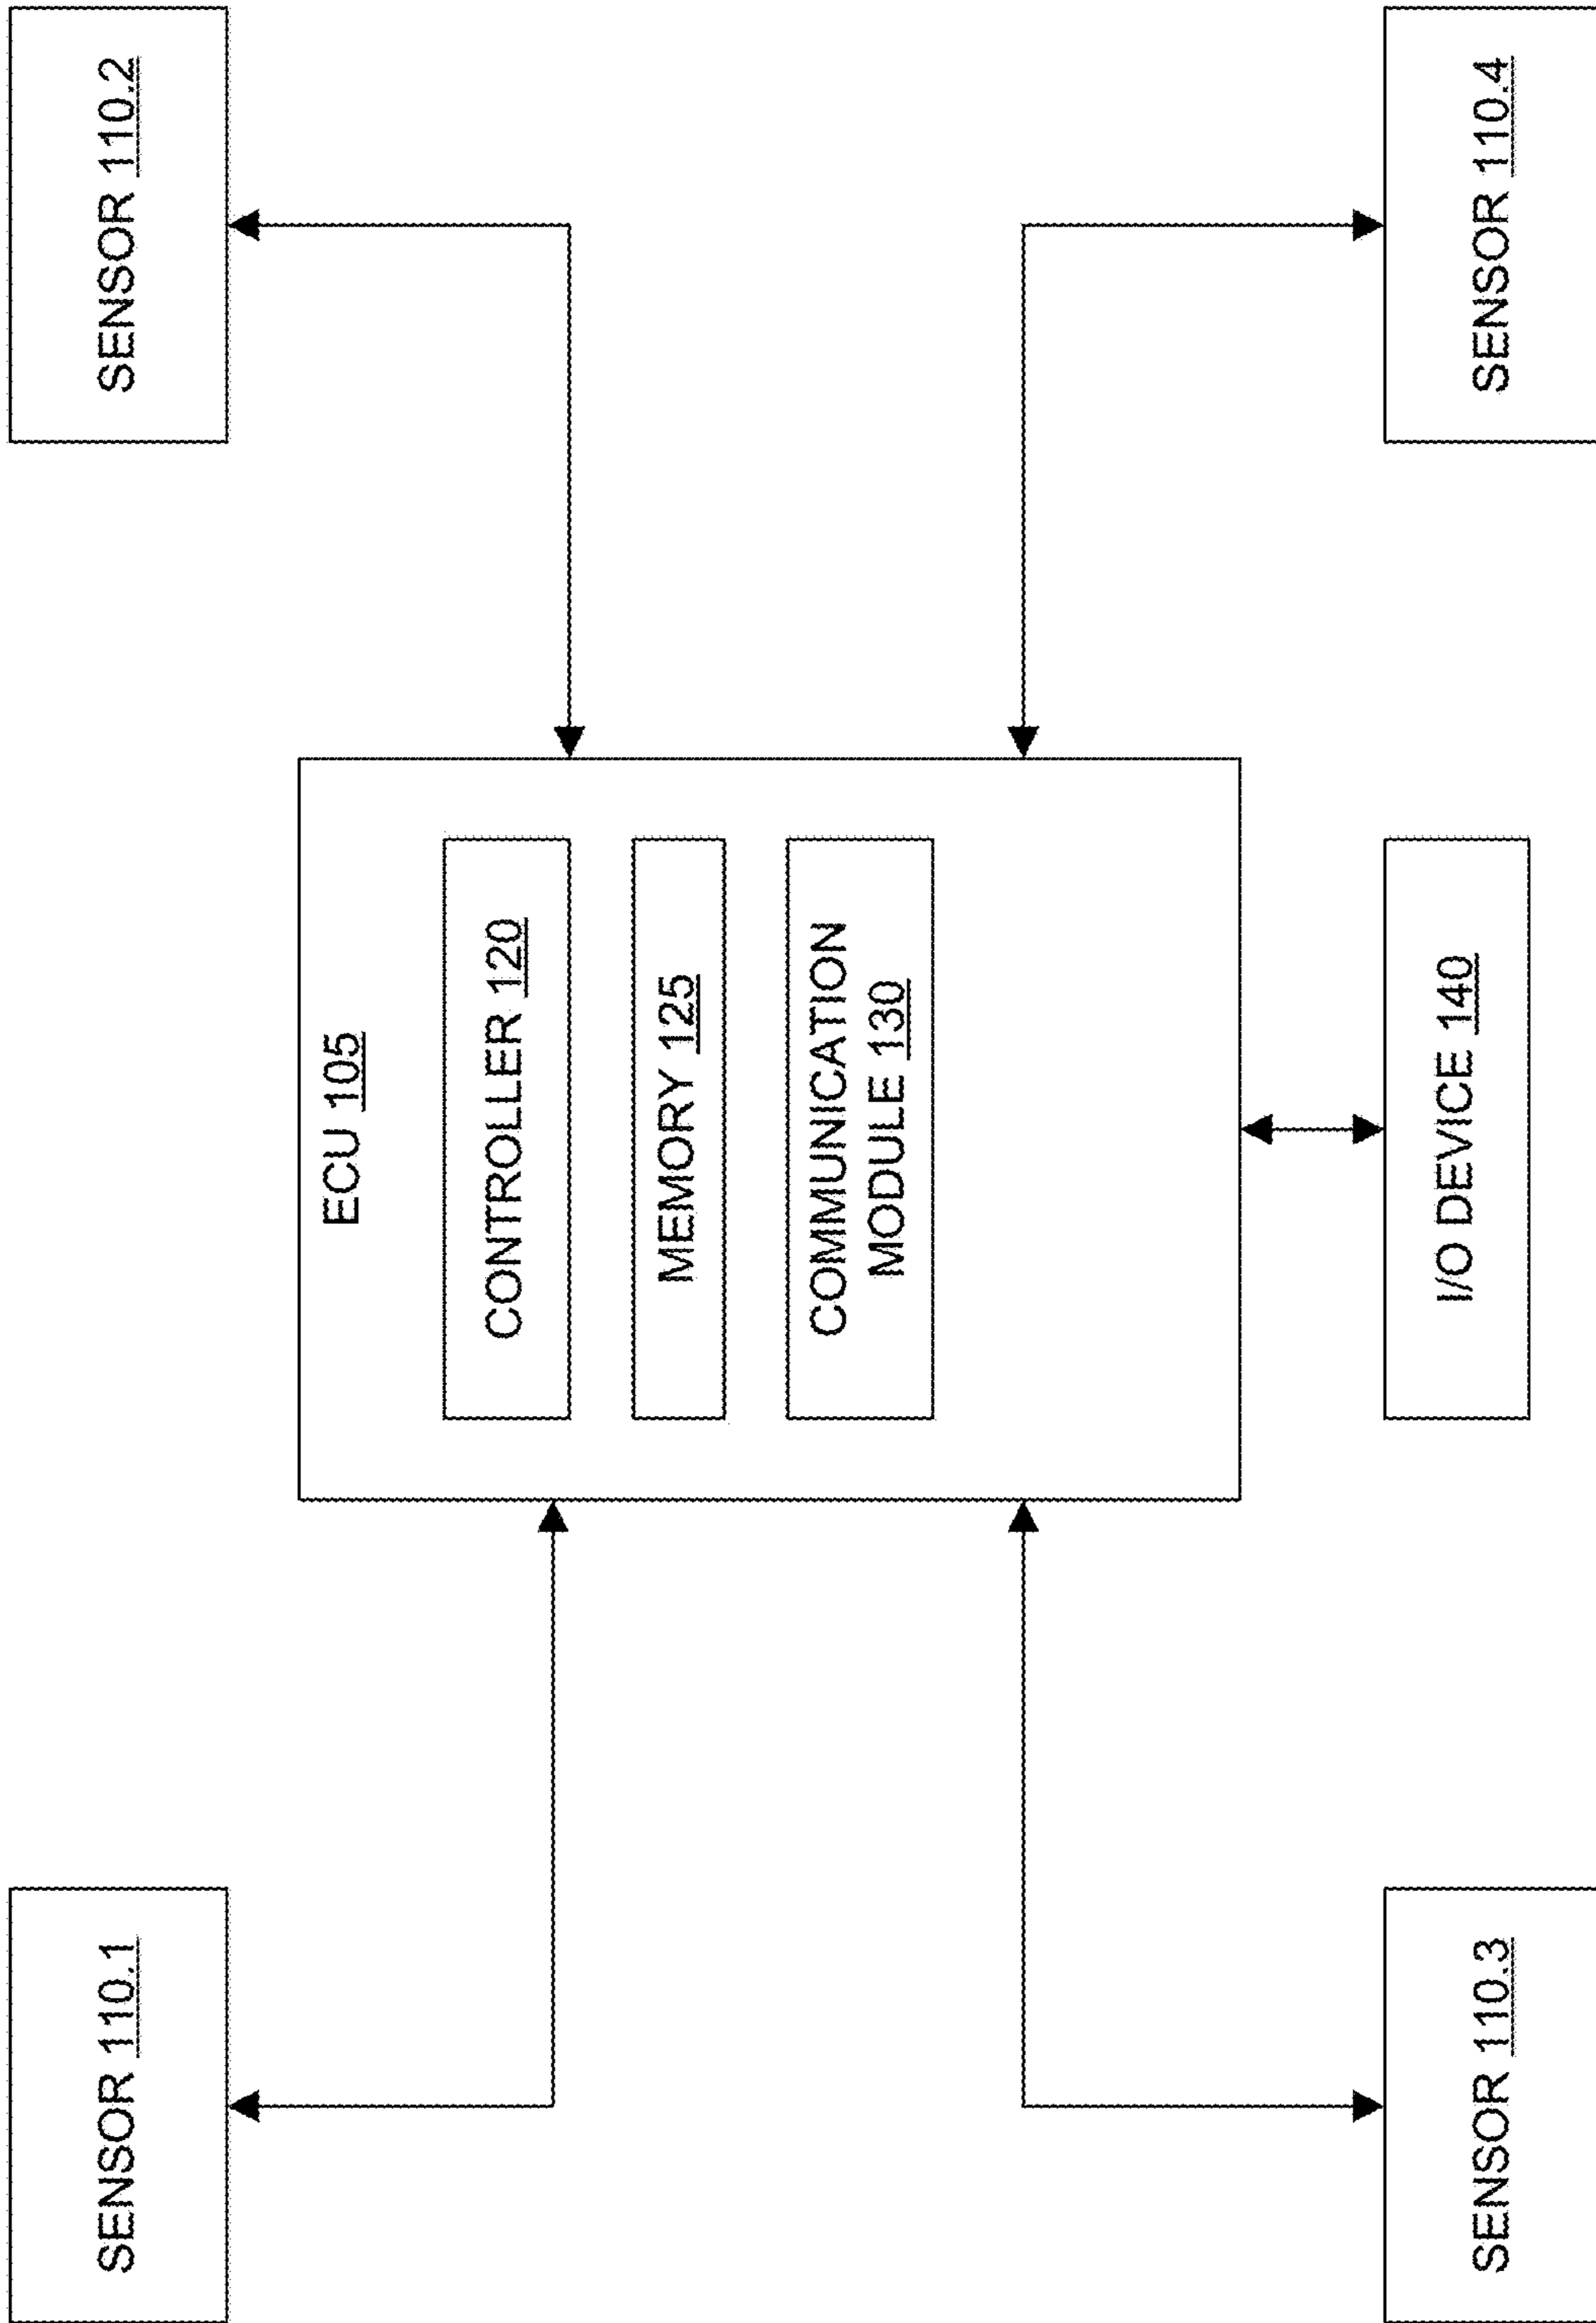 SENSOR 110.1
SENSOR 110.2
ECU 105
CONTROLLER 120
MEMORY 125
COMMUNICATION
MODULE 130
SENSOR 110.3
I/O DEVICE 140
SENSOR 110.4